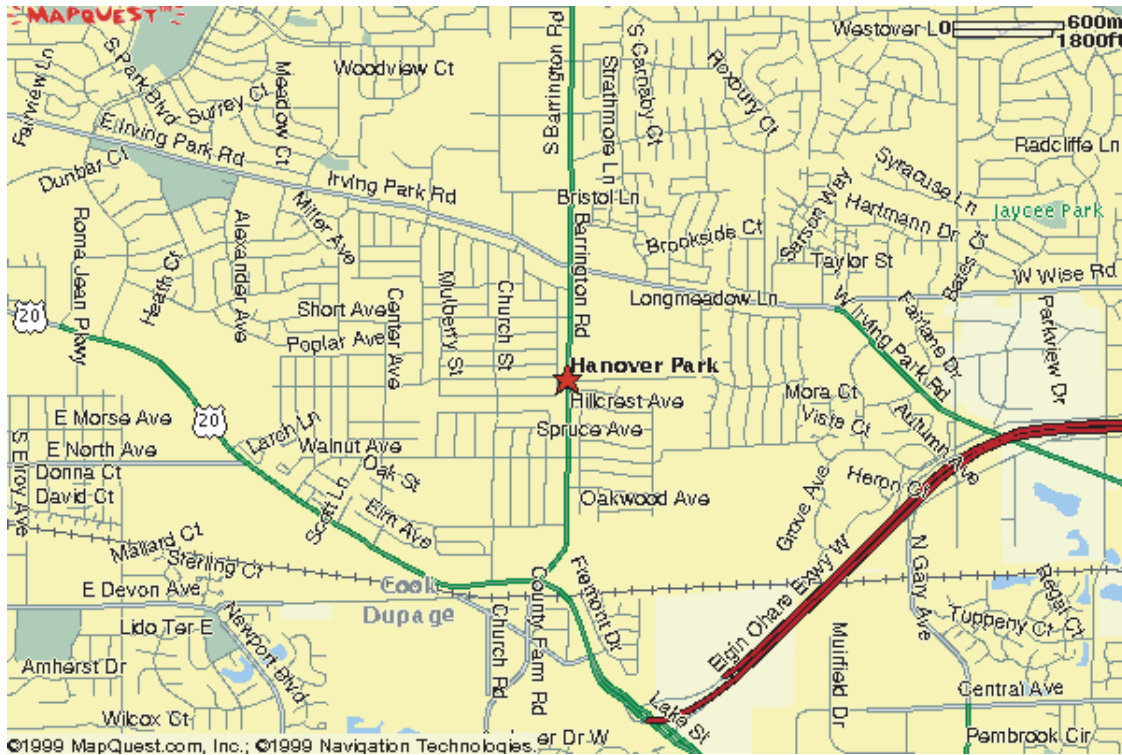 MAPQUEST
TM
Westover L
0
600m
1800ft
Fairview Ln
S Park Blvd
Surrey Ct
Meadow Ct
Woodview Ct
S Barrington Rd
Strathmore Ln
S Carnaby Ct
Roxbury Ct
E Irving Park Rd
Dunbar Ct
Irving Park Rd
Radcliffe Ln
Syracuse Ln
Bristol Ln
Sarson Way
Hartmann Dr
Jaycee Park
Roma Jean Pkwy
Heath Ct
Alexander Ave
Miller Ave
Barrington Rd
Brookside Ct
Taylor St
Bates Ct
W Wise Rd
Mulberry St
Church St
Longmeadow Ln
20
Short Ave
Center Ave
Poplar Ave
W Irving Park Rd
Fairlane Dr
Parkview Dr
Hanover Park
Mora Ct
Hillcrest Ave
E Morse Ave
20
Spruce Ave
Vista Ct
Autumn Ave
S Elroy Ave
E North Ave
Larch Ln
Walnut Ave
Donna Ct
Oak St
Heron Ct
David Ct
Scott Ln
Elm Ave
Oakwood Ave
Grove Ave
Mallard Ct
Sterling Ct
N Gary Ave
E Devon Ave
Cook
Dupage
County Farm Rd
Fremont Dr
Elgin Ohare Expwy W
Regal Ct
Tuppeny Ct
Lido Ter E
Newport Blvd
Church Rd
Muirfield Dr
Amherst Dr
Lake St
Central Ave
Wilcox Ct
er Dr W
Pembrook Cir
©1999 MapQuest.com, Inc.; ©1999 Navigation Technologies.